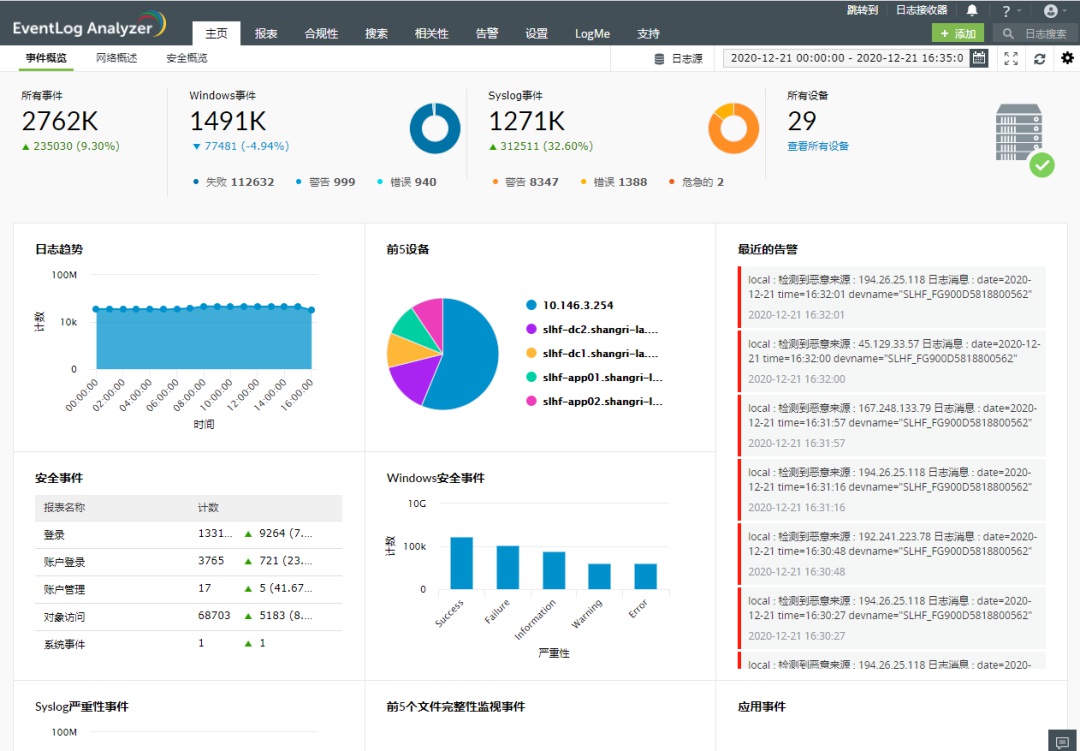 跳转到 日志接收器 ?
EventLog Analyzer
主页 报表 合规性 搜索 相关性 告警 设置 LogMe 支持
+ 添加 日志搜索
事件概览 网络概述 安全概览
日志源 2020-12-21 00:00:00 - 2020-12-21 16:35:0
所有事件
2762K
235030 (9.30%)
Windows事件
1491K
77481 (-4.94%)
失败 112632 警告 999 错误 940
Syslog事件
1271K
312511 (32.60%)
警告 8347 错误 1388 危急的 2
所有设备
29
查看所有设备
日志趋势
100M
10k
0
计数
00:00:00 02:00:00 04:00:00 06:00:00 08:00:00 10:00:00 12:00:00 14:00:00 16:00:00
时间
前5设备
10.146.3.254
slhf-dc2.shangri-la....
slhf-dc1.shangri-la....
slhf-app01.shangri-l...
slhf-app02.shangri-l...
最近的告警
local : 检测到恶意来源 : 194.26.25.118 日志消息 : date=2020-
12-21 time=16:32:01 devname="SLHF_FG900D5818800562"
2020-12-21 16:32:01
local : 检测到恶意来源 : 45.129.33.57 日志消息 : date=2020-12-
21 time=16:32:00 devname="SLHF_FG900D5818800562"
2020-12-21 16:32:00
local : 检测到恶意来源 : 167.248.133.79 日志消息 : date=2020-
12-21 time=16:31:57 devname="SLHF_FG900D5818800562"
2020-12-21 16:31:57
local : 检测到恶意来源 : 194.26.25.118 日志消息 : date=2020-
12-21 time=16:31:16 devname="SLHF_FG900D5818800562"
2020-12-21 16:31:16
local : 检测到恶意来源 : 192.241.223.78 日志消息 : date=2020-
12-21 time=16:30:48 devname="SLHF_FG900D5818800562"
2020-12-21 16:30:48
local : 检测到恶意来源 : 194.26.25.118 日志消息 : date=2020-
12-21 time=16:30:27 devname="SLHF_FG900D5818800562"
2020-12-21 16:30:27
local : 检测到恶意来源 : 194.26.25.118 日志消息 : date=2020-
安全事件
报表名称 计数
登录 1331... 9264 (7....
账户登录 3765 721 (23....
账户管理 17 5 (41.67...
对象访问 68703 5183 (8....
系统事件 1 1
Windows安全事件
10G
100k
0
计数
Success Failure Information Warning Error
严重性
Syslog严重性事件
100M
前5个文件完整性监视事件
应用事件